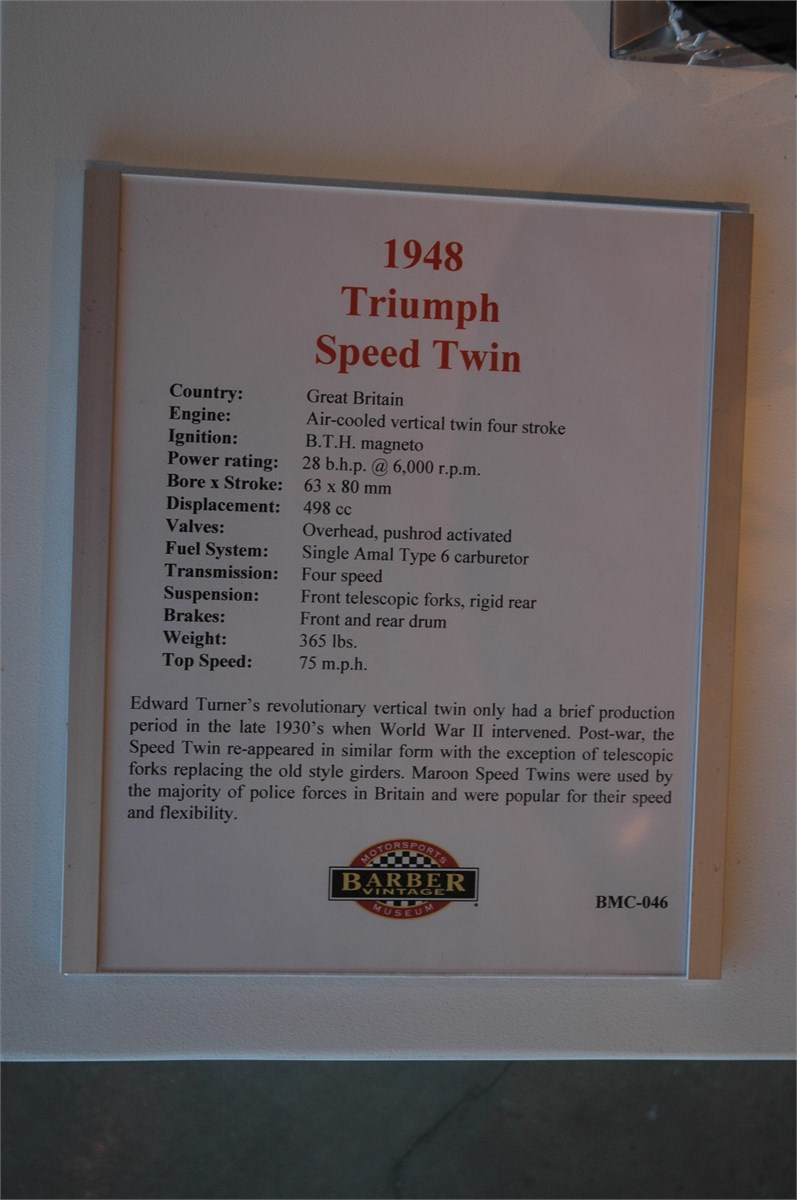 1948
Triumph
Speed Twin
Country: Great Britain
Engine: Air-cooled vertical twin four stroke
Ignition: B.T.H. magneto
Power rating: 28 b.h.p. @ 6,000 r.p.m.
Bore x Stroke: 63 x 80 mm
Displacement: 498 cc
Valves: Overhead, pushrod activated
Fuel System: Single Amal Type 6 carburetor
Transmission: Four speed
Suspension: Front telescopic forks, rigid rear
Brakes: Front and rear drum
Weight: 365 lbs.
Top Speed: 75 m.p.h.
Edward Turner's revolutionary vertical twin only had a brief production
period in the late 1930's when World War II intervened. Post-war, the
Speed Twin re-appeared in similar form with the exception of telescopic
forks replacing the old style girders. Maroon Speed Twins were used by
the majority of police forces in Britain and were popular for their speed
and flexibility.
MOTORSPORTS
BARBER
VINTAGE
MUSEUM
BMC-046